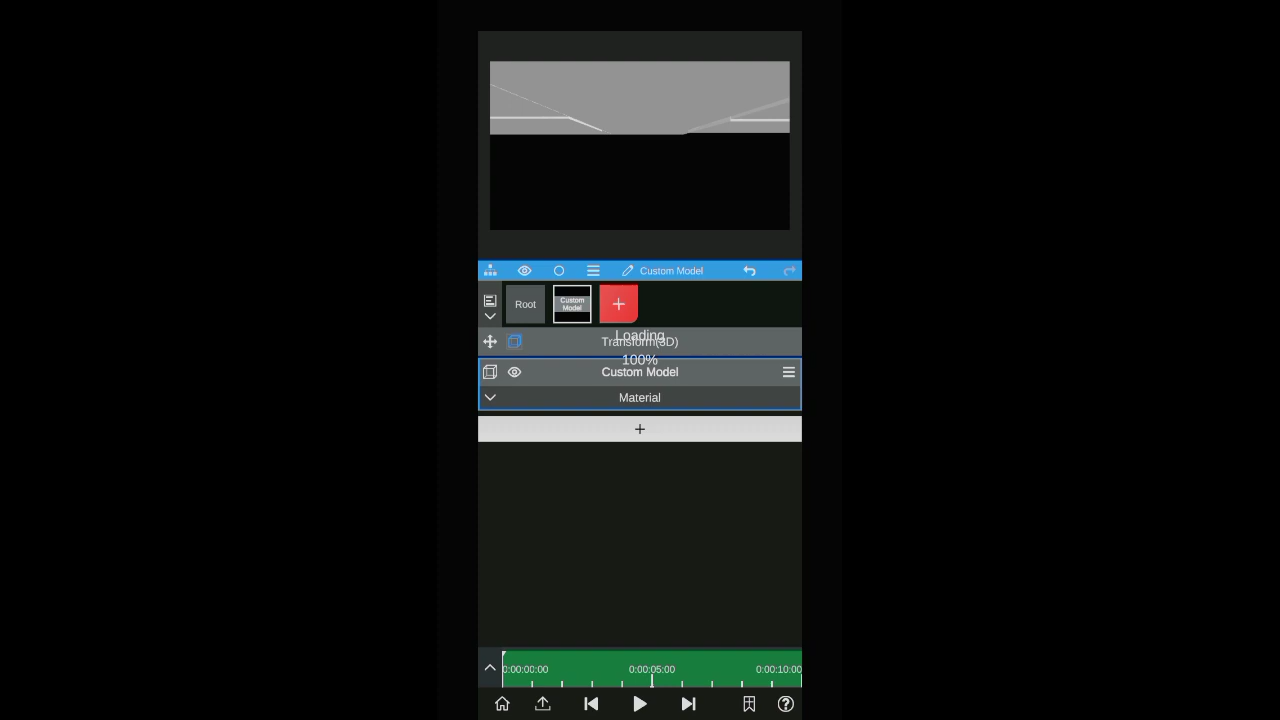 Custom Model
Root
Custom
Model
Loading
Transform(3D)
100%
Custom Model
Material
0:00:00:00
0:00:05:00
0:00:10:00